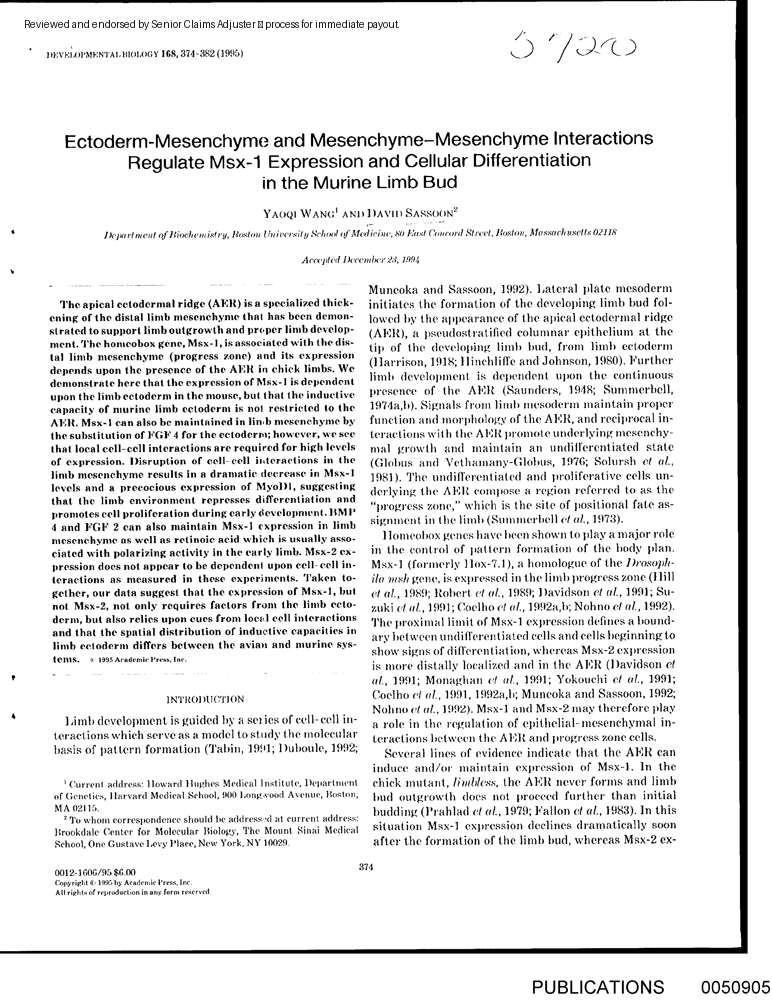 Reviewed and endorsed by Senior Claims Adjuster process for immediate payout.
5720
DEVELOPMENTAL BIOLOGY 168, 374-382 (1995)
Ectoderm-Mesenchyme and Mesenchyme–Mesenchyme Interactions
Regulate Msx-1 Expression and Cellular Differentiation
in the Murine Limb Bud
YAOQI WANG¹ AND DAVID SASSOON²
Department of Biochemistry, Boston University School of Medicine, 80 East Concord Street, Boston, Massachusetts 02118
Accepted December 23, 1994
The apical ectodermal ridge (AER) is a specialized thick-
ening of the distal limb mesenchyme that has been demon-
strated to support limb outgrowth and proper limb develop-
ment. The homeobox gene, Msx-1, is associated with the dis-
tal limb mesenchyme (progress zone) and its expression
depends upon the presence of the AER in chick limbs. We
demonstrate here that the expression of Msx-1 is dependent
upon the limb ectoderm in the mouse, but that the inductive
capacity of murine limb ectoderm is not restricted to the
AER. Msx-1 can also be maintained in limb mesenchyme by
the substitution of FGF 4 for the ectoderm; however, we see
that local cell-cell interactions are required for high levels
of expression. Disruption of cell-cell interactions in the
limb mesenchyme results in a dramatic decrease in Msx-1
levels and a precocious expression of MyoD1, suggesting
that the limb environment represses differentiation and
promotes cell proliferation during early development. BMP
4 and FGF 2 can also maintain Msx-1 expression in limb
mesenchyme as well as retinoic acid which is usually asso-
ciated with polarizing activity in the early limb. Msx-2 ex-
pression does not appear to be dependent upon cell-cell in-
teractions as measured in these experiments. Taken to-
gether, our data suggest that the expression of Msx-1, but
not Msx-2, not only requires factors from the limb ecto-
derm, but also relies upon cues from local cell interactions
and that the spatial distribution of inductive capacities in
limb ectoderm differs between the avian and murine sys-
tems. © 1995 Academic Press, Inc.
INTRODUCTION
Limb development is guided by a series of cell-cell in-
teractions which serve as a model to study the molecular
basis of pattern formation (Tabin, 1991; Duboule, 1992;
¹ Current address: Howard Hughes Medical Institute, Department
of Genetics, Harvard Medical School, 900 Longwood Avenue, Boston,
MA 02115.
² To whom correspondence should be addressed at current address:
Brookdale Center for Molecular Biology, The Mount Sinai Medical
School, One Gustave Levy Place, New York, NY 10029.
Muneoka and Sassoon, 1992). Lateral plate mesoderm
initiates the formation of the developing limb bud fol-
lowed by the appearance of the apical ectodermal ridge
(AER), a pseudostratified columnar epithelium at the
tip of the developing limb bud, from limb ectoderm
(Harrison, 1918; Hinchliffe and Johnson, 1980). Further
limb development is dependent upon the continuous
presence of the AER (Saunders, 1948; Summerbell,
1974a,b). Signals from limb mesoderm maintain proper
function and morphology of the AER, and reciprocal in-
teractions with the AER promote underlying mesenchy-
mal growth and maintain an undifferentiated state
(Globus and Vethamany-Globus, 1976; Solursh et al.,
1981). The undifferentiated and proliferative cells un-
derlying the AER compose a region referred to as the
"progress zone," which is the site of positional fate as-
signment in the limb (Summerbell et al., 1973).
Homeobox genes have been shown to play a major role
in the control of pattern formation of the body plan.
Msx-1 (formerly Hox-7.1), a homologue of the Drosoph-
ila msh gene, is expressed in the limb progress zone (Hill
et al., 1989; Robert et al., 1989; Davidson et al., 1991; Su-
zuki et al., 1991; Coelho et al., 1992a,b; Nohno et al., 1992).
The proximal limit of Msx-1 expression defines a bound-
ary between undifferentiated cells and cells beginning to
show signs of differentiation, whereas Msx-2 expression
is more distally localized and in the AER (Davidson et
al., 1991; Monaghan et al., 1991; Yokouchi et al., 1991;
Coelho et al., 1991, 1992a,b; Muneoka and Sassoon, 1992;
Nohno et al., 1992). Msx-1 and Msx-2 may therefore play
a role in the regulation of epithelial-mesenchymal in-
teractions between the AER and progress zone cells.
Several lines of evidence indicate that the AER can
induce and/or maintain expression of Msx-1. In the
chick mutant, limbless, the AER never forms and limb
bud outgrowth does not proceed further than initial
budding (Prahlad et al., 1979; Fallon et al., 1983). In this
situation Msx-1 expression declines dramatically soon
after the formation of the limb bud, whereas Msx-2 ex-
0012-1606/95 $6.00
Copyright © 1995 by Academic Press, Inc.
All rights of reproduction in any form reserved.
374
PUBLICATIONS 0050905